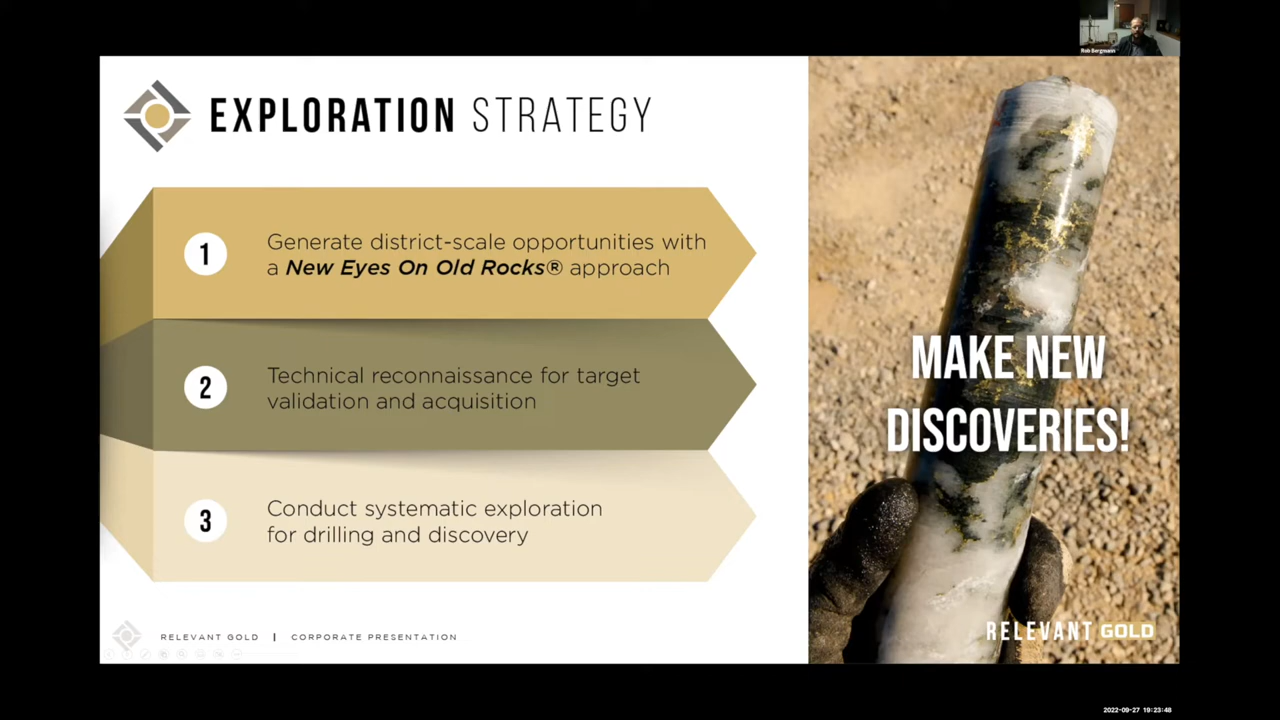 Rob Bergmann
EXPLORATION STRATEGY
1
Generate district-scale opportunities with
a New Eyes On Old Rocks® approach
2
Technical reconnaissance for target
validation and acquisition
3
Conduct systematic exploration
for drilling and discovery
MAKE NEW
DISCOVERIES!
RELEVANT GOLD | CORPORATE PRESENTATION
RELEVANT GOLD
2022-09-27 19:23:48